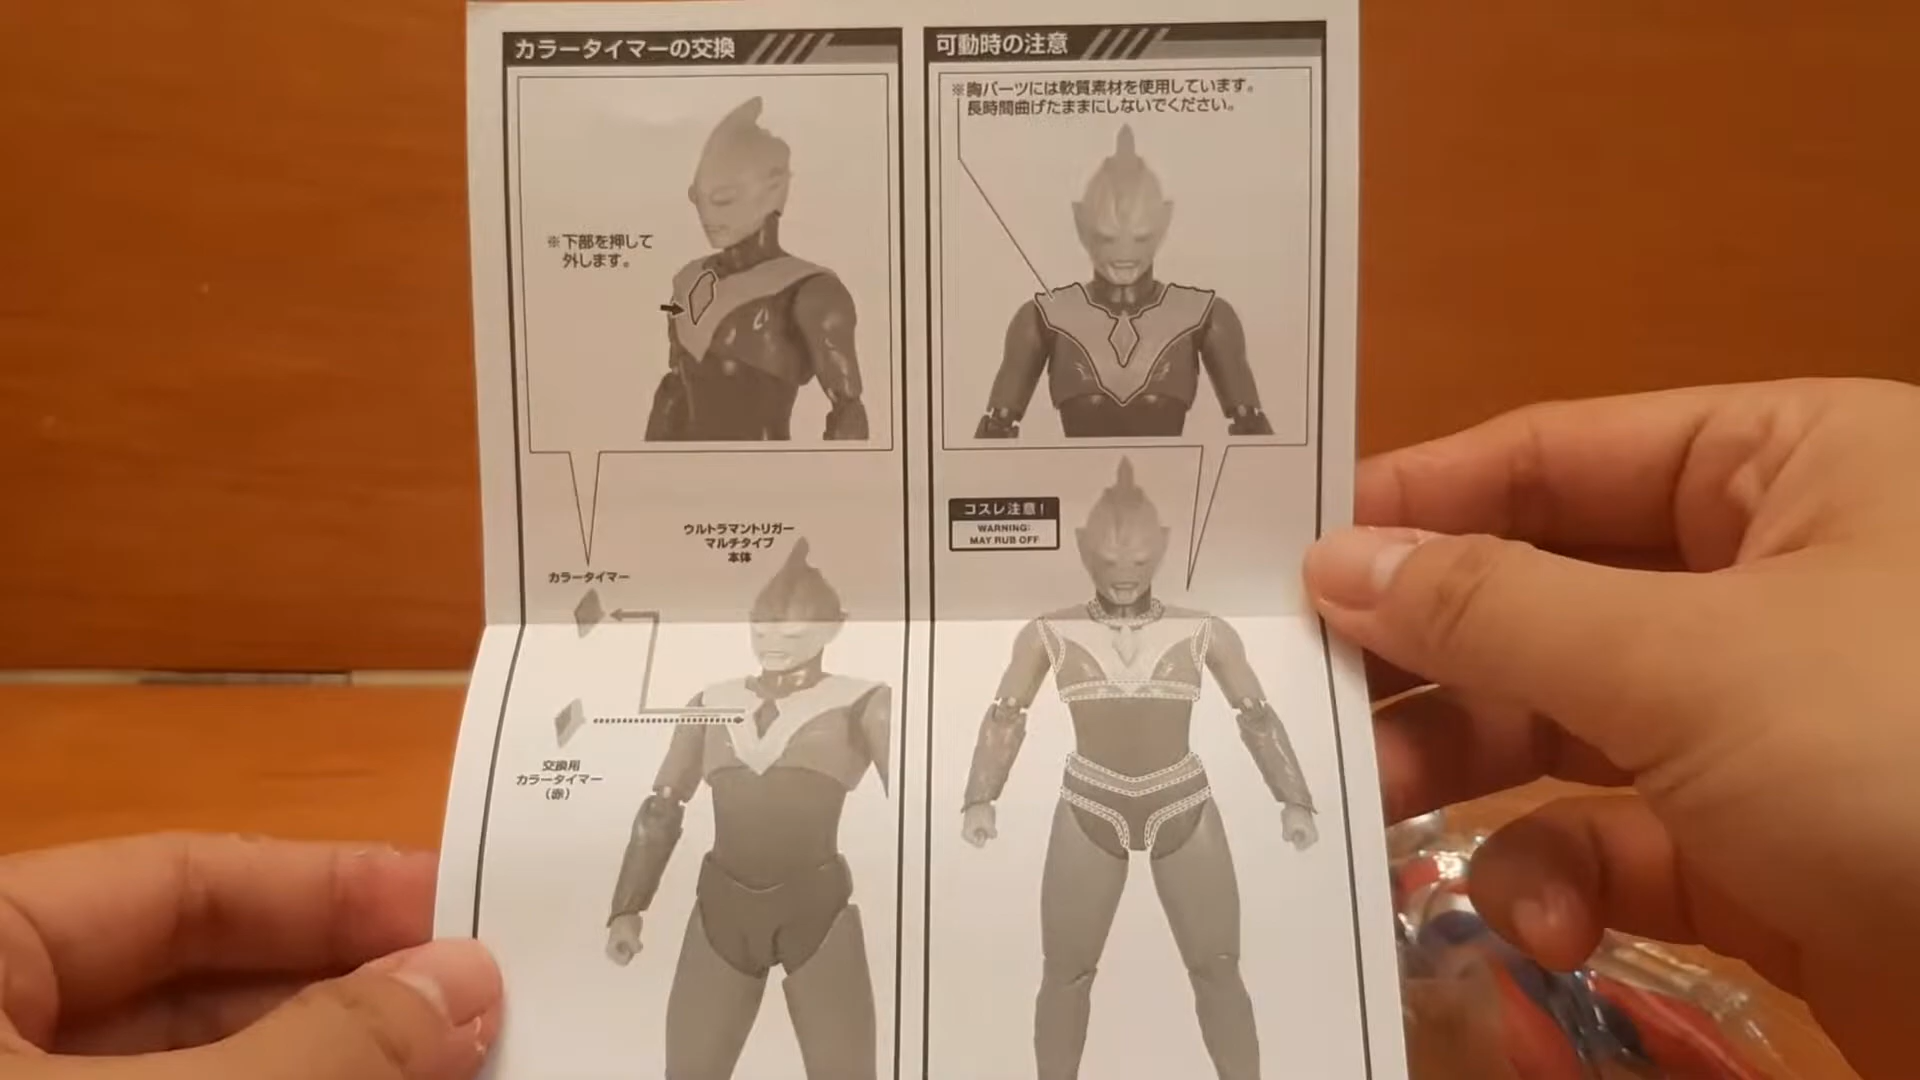 カラータイマーの交換
※下部を押して
外します。
ウルトラマントリガー
マルチタイプ
本体
カラータイマー
交換用
カラータイマー
(赤)
可動時の注意
※胸パーツには軟質素材を使用しています。
長時間曲げたままにしないでください。
コスレ注意!
WARNING:
MAY RUB OFF